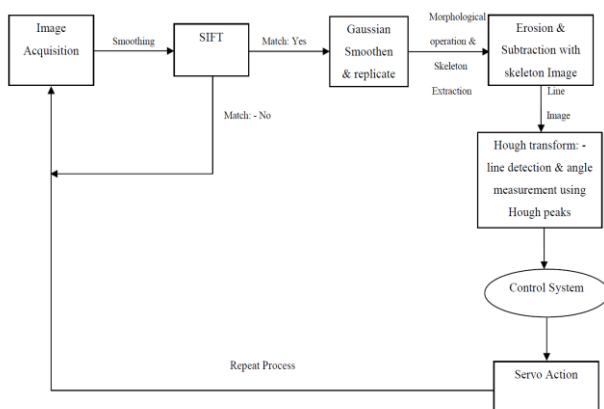 Image
Acquisition
Smoothing
SIFT
Match: Yes
Gaussian
Smoothen
& replicate
Morphological
operation &
Skeleton
Extraction
Erosion &
Subtraction with
skeleton Image
Match: - No
Line
Image
Hough transform: -
line detection & angle
measurement using
Hough peaks
Control System
Repeat Process
Servo Action